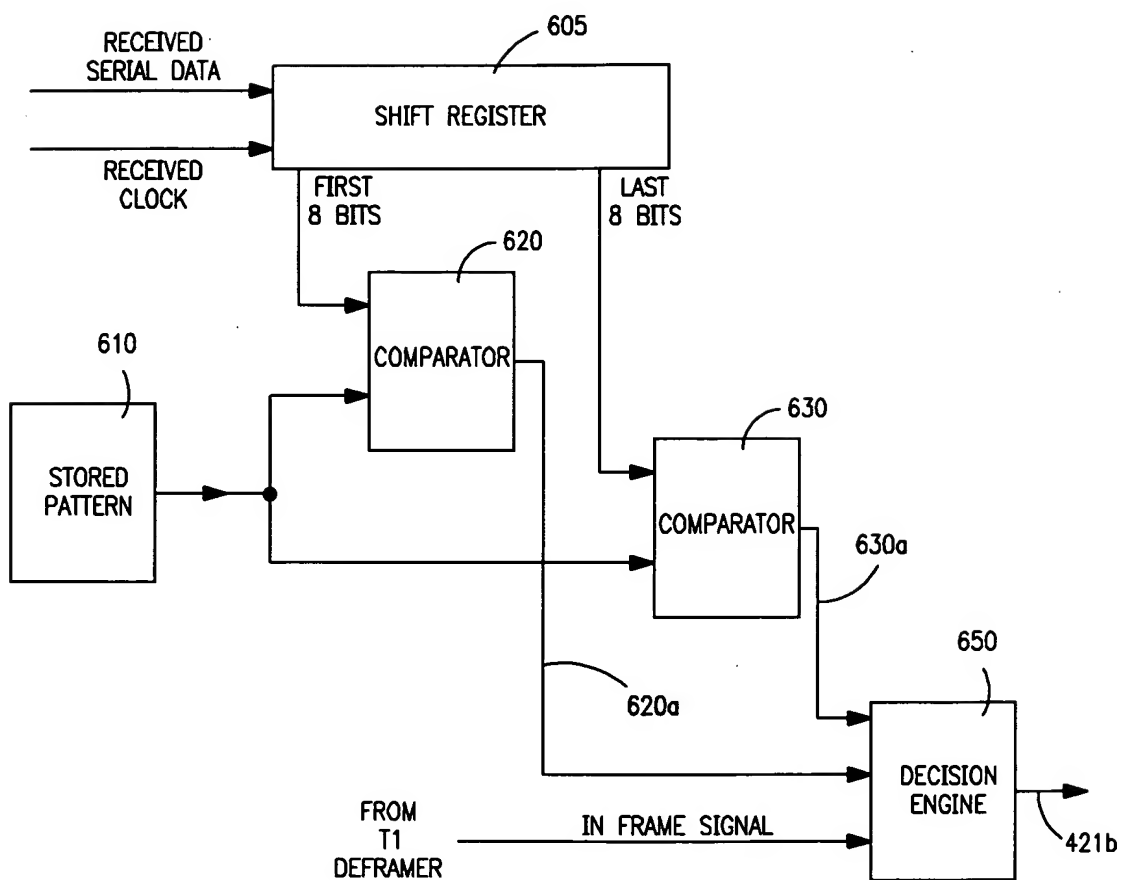 605
RECEIVED
SERIAL DATA
SHIFT REGISTER
RECEIVED
CLOCK
FIRST
8 BITS
LAST
8 BITS
620
COMPARATOR
610
STORED
PATTERN
630
COMPARATOR
630a
620a
650
DECISION
ENGINE
FROM
T1
DEFRAMER
IN FRAME SIGNAL
421b